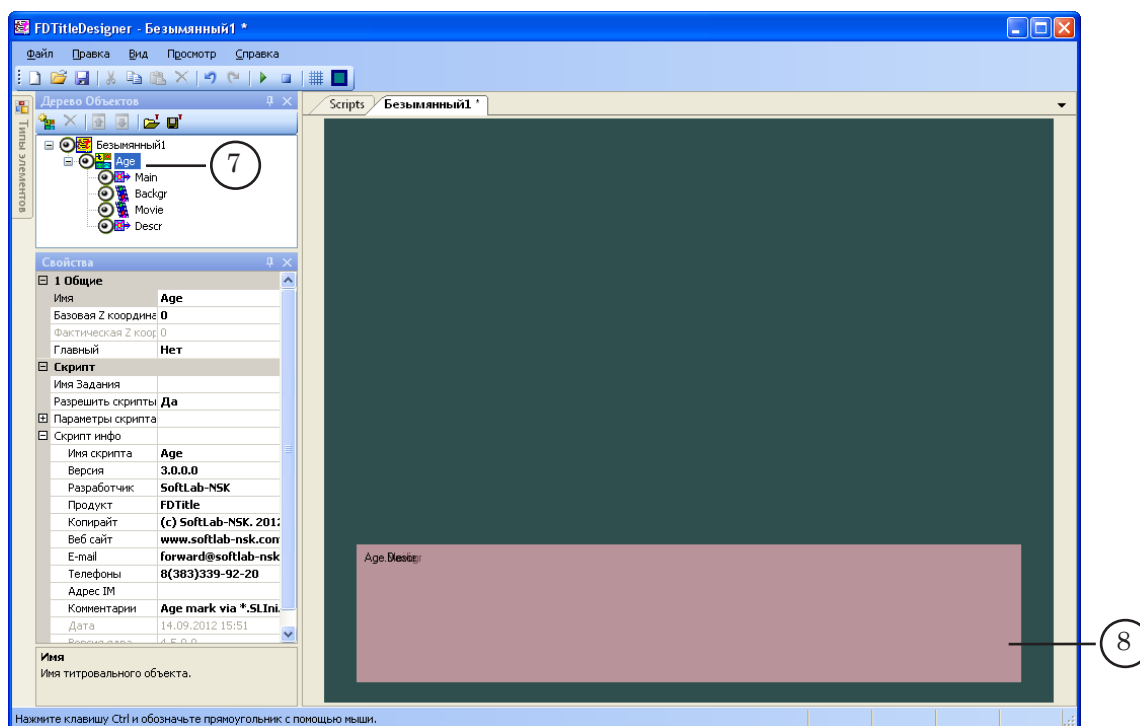 FDTitleDesigner - Безымянный1 *
Файл Правка Вид Просмотр Справка
Дерево Объектов
Типы элементов
Безымянный1
Age
7
Main
Backgr
Movie
Descr
Свойства
1 Общие
Имя Age
Базовая Z координа 0
Фактическая Z коор 0
Главный Нет
Скрипт
Имя Задания
Разрешить скрипты Да
Параметры скрипта
Скрипт инфо
Имя скрипта Age
Версия 3.0.0.0
Разработчик SoftLab-NSK
Продукт FDTitle
Копирайт (c) SoftLab-NSK. 2012
Веб сайт www.softlab-nsk.com
E-mail forward@softlab-nsk
Телефоны 8(383)339-92-20
Адрес IM
Комментарии Age mark via *.SLIni.
Дата 14.09.2012 15:51
Имя
Имя титровального объекта.
Scripts Безымянный1 *
Age.
8
Нажмите клавишу Ctrl и обозначьте прямоугольник с помощью мыши.